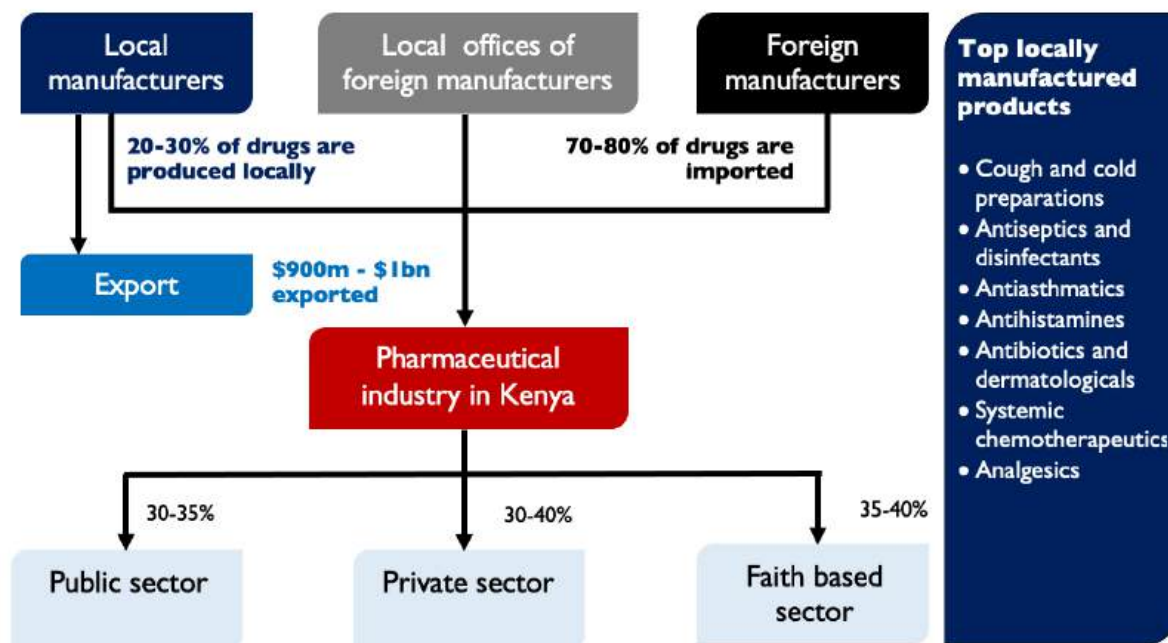 Local
manufacturers
Local offices of
foreign manufacturers
Foreign
manufacturers
20-30% of drugs are
produced locally
70-80% of drugs are
imported
Export
$900m - $1bn
exported
Pharmaceutical
industry in Kenya
30-35%
30-40%
35-40%
Public sector
Private sector
Faith based
sector
Top locally
manufactured
products
• Cough and cold
preparations
• Antiseptics and
disinfectants
• Antiasthmatics
• Antihistamines
• Antibiotics and
dermatologicals
• Systemic
chemotherapeutics
• Analgesics